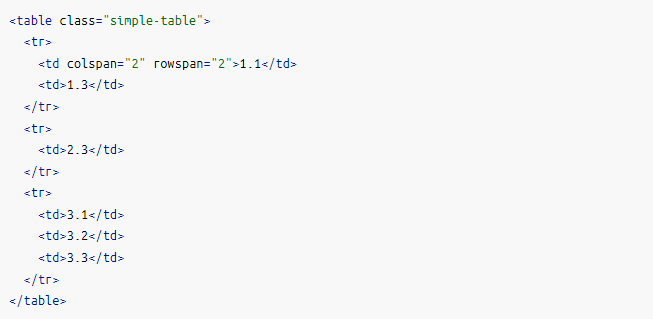 <table class="simple-table">
  <tr>
    <td colspan="2" rowspan="2">1.1</td>
    <td>1.3</td>
  </tr>
  <tr>
    <td>2.3</td>
  </tr>
  <tr>
    <td>3.1</td>
    <td>3.2</td>
    <td>3.3</td>
  </tr>
</table>